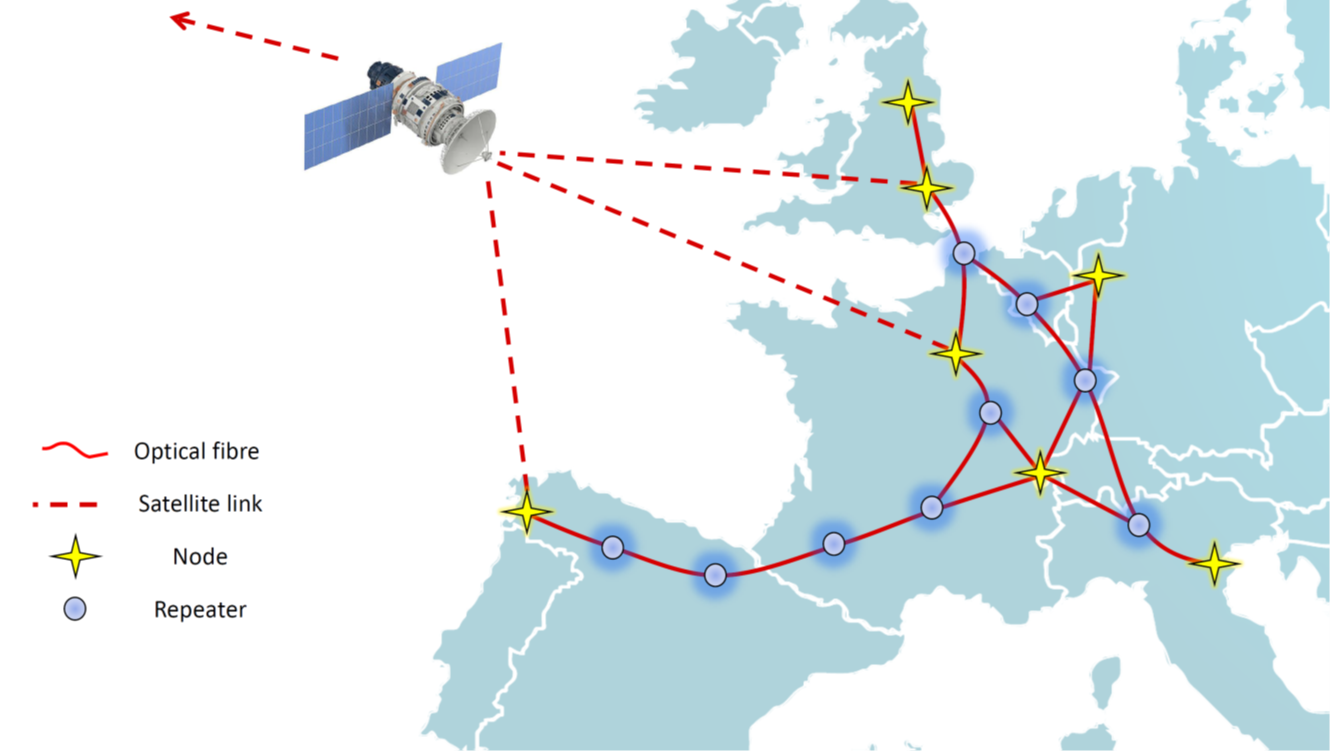 Optical fibre
Satellite link
Node
Repeater